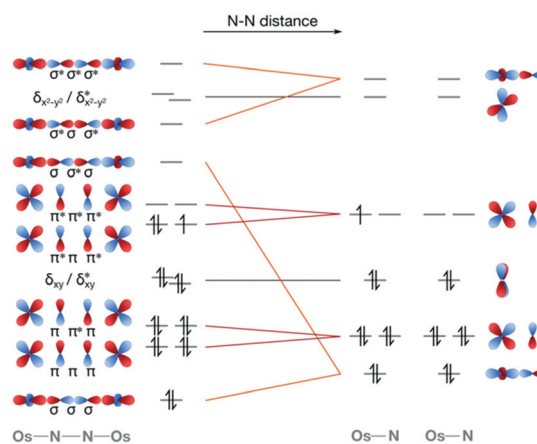 N-N distance
σ* σ* σ*
δx²-y² / δ*x²-y²
σ* σ σ*
σ* σ σ
π* π* π*
π* π π*
δxy / δ*xy
π π* π
π π π
σ σ σ
Os—N—N—Os
Os—N
Os—N